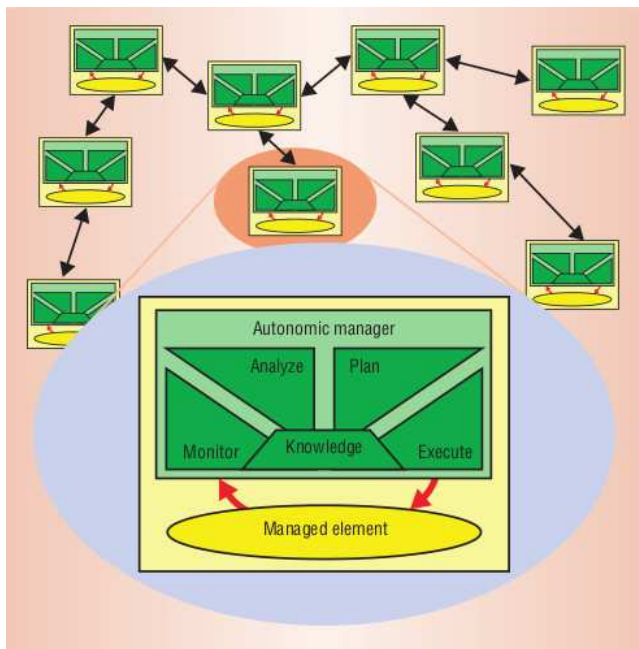 Autonomic manager
Analyze
Plan
Monitor
Knowledge
Execute
Managed element